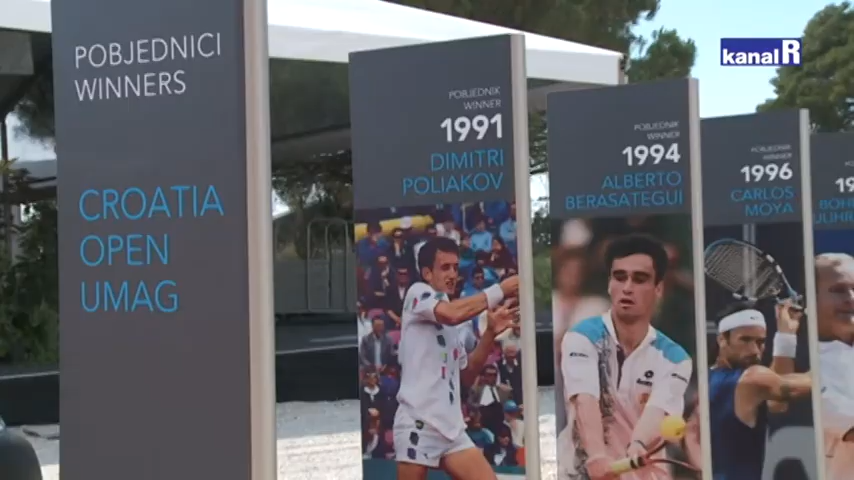 POBJEDNICI
WINNERS
CROATIA
OPEN
UMAG
POBJEDNIK
WINNER
1991
DIMITRI
POLIAKOV
POBJEDNIK
WINNER
1994
ALBERTO
BERASATEGUI
POBJEDNIK
WINNER
1996
CARLOS
MOYA
kanalR